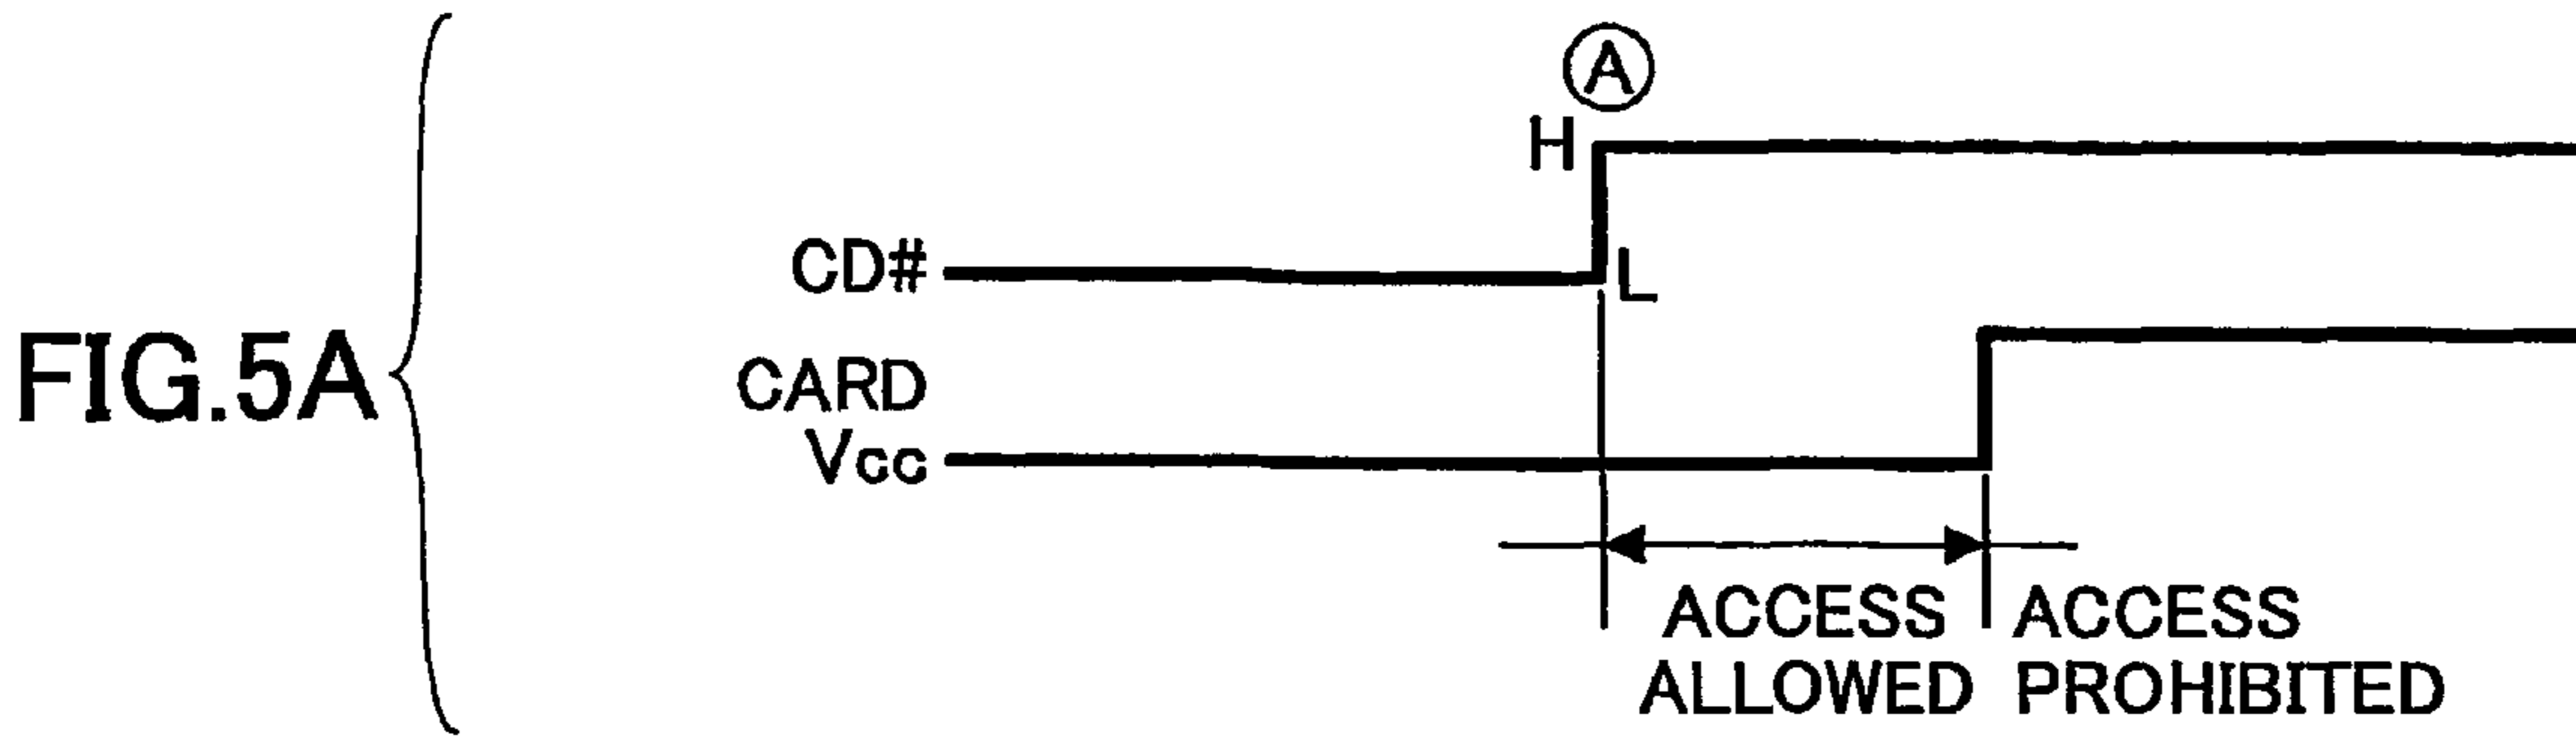 FIG.5A
A
H
CD#
L
CARD
Vcc
ACCESS ACCESS
ALLOWED PROHIBITED